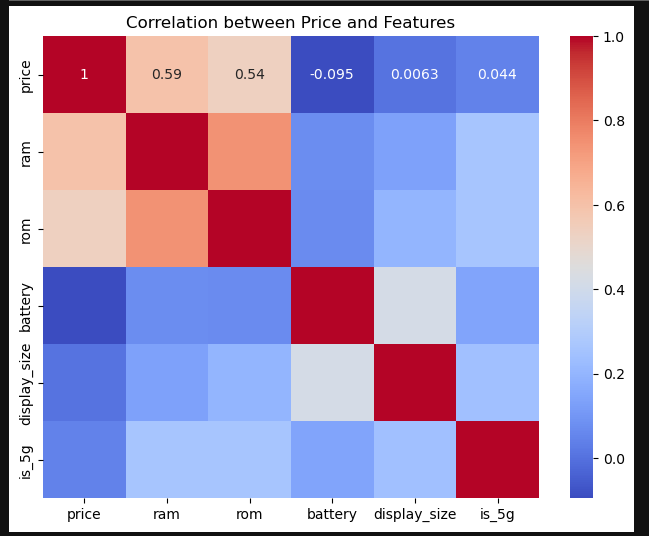 Correlation between Price and Features
price
1 0.59 0.54 -0.095 0.0063 0.044
ram
rom
battery
display_size
is_5g
price ram rom battery display_size is_5g
1.0
0.8
0.6
0.4
0.2
0.0